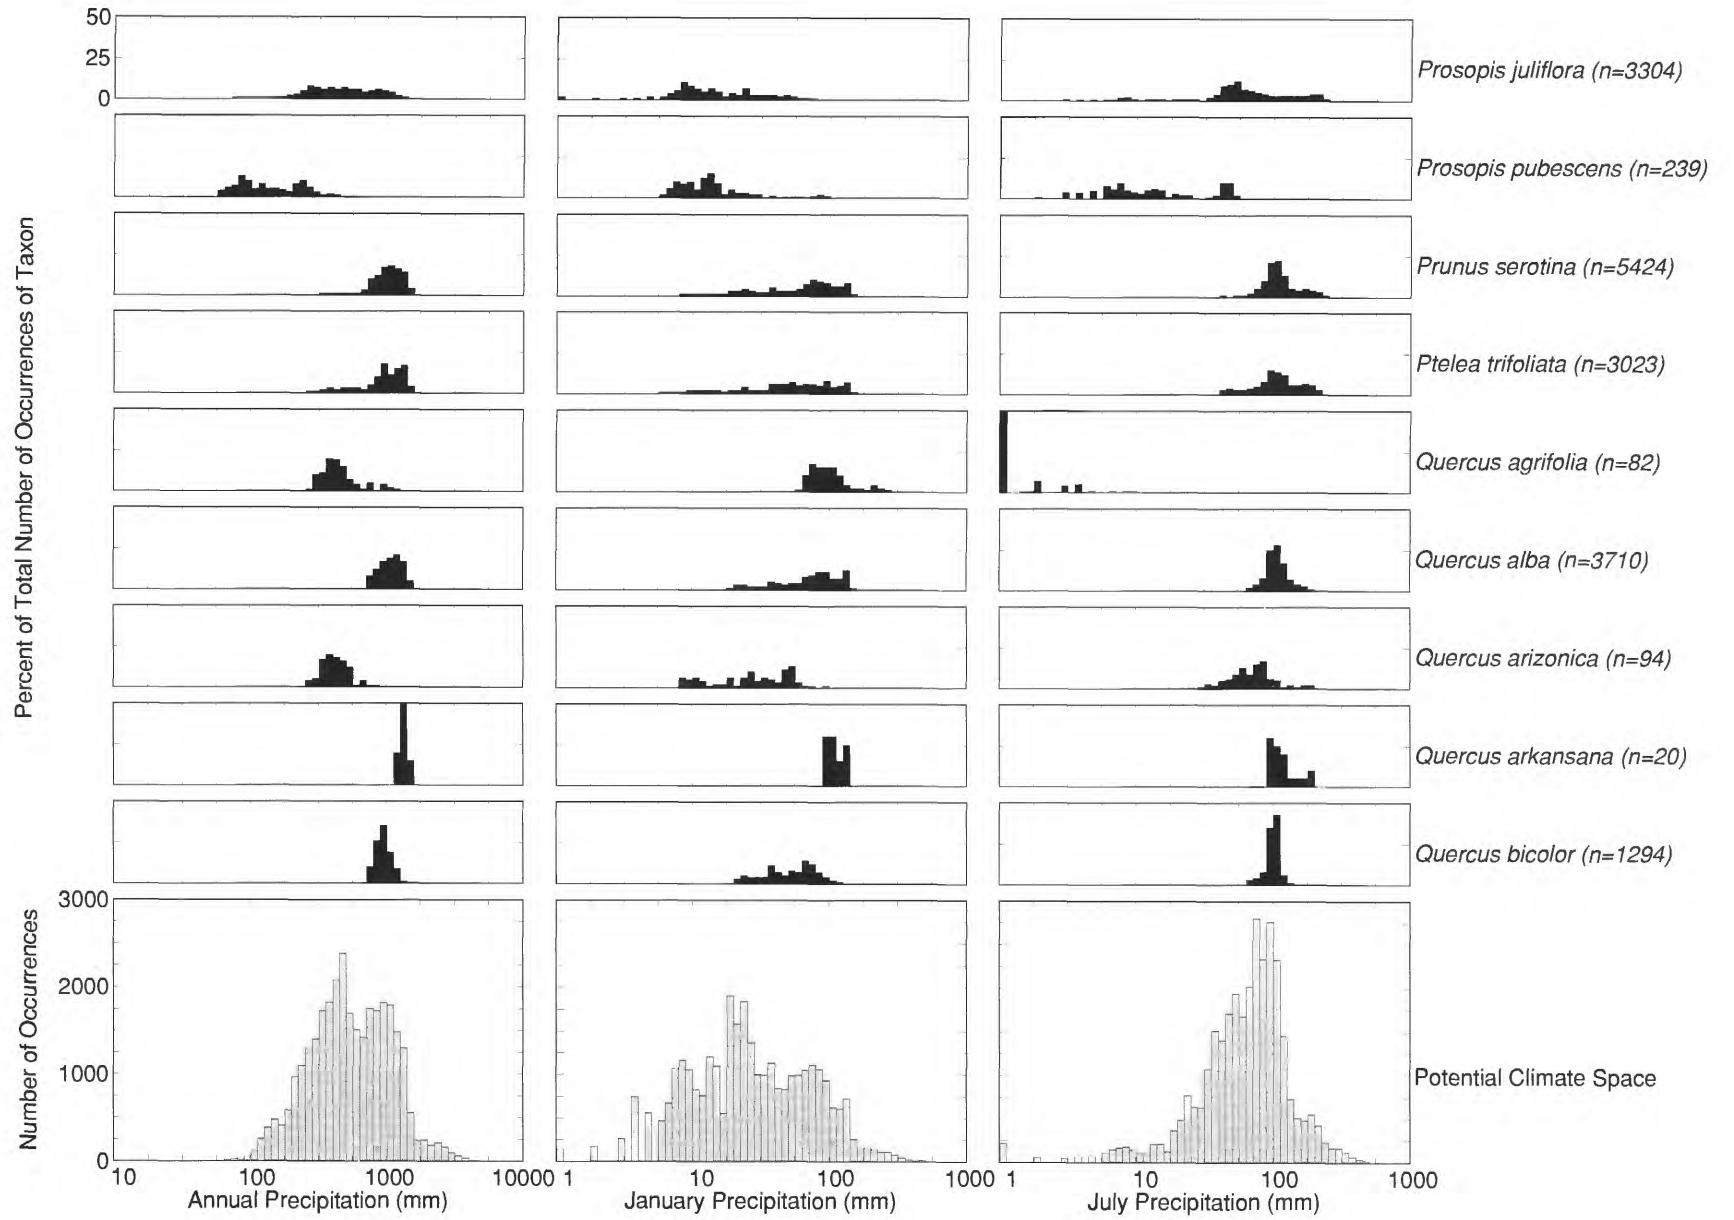 50
25
0
Prosopis juliflora (n=3304)
Prosopis pubescens (n=239)
Prunus serotina (n=5424)
Ptelea trifoliata (n=3023)
Quercus agrifolia (n=82)
Quercus alba (n=3710)
Quercus arizonica (n=94)
Quercus arkansana (n=20)
Quercus bicolor (n=1294)
Percent of Total Number of Occurrences of Taxon
3000
2000
1000
0
Number of Occurrences
Potential Climate Space
10 100 1000 10000
Annual Precipitation (mm)
1 10 100 1000
January Precipitation (mm)
1 10 100 1000
July Precipitation (mm)